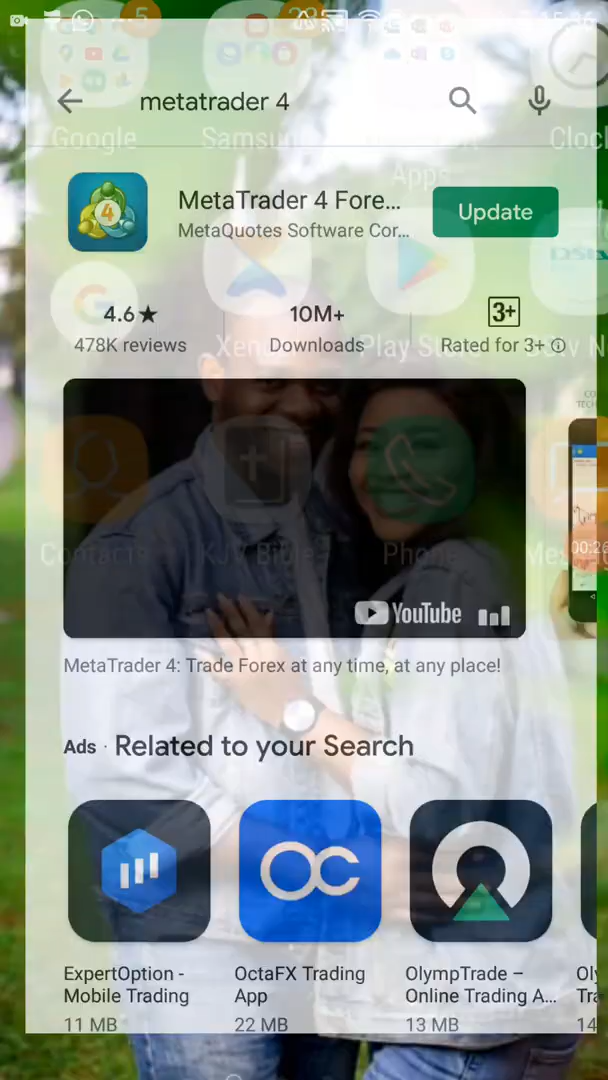 metatrader 4
Google
Clock
Apps
MetaTrader 4 Fore...
MetaQuotes Software Cor...
Update
4.6★
10M+
3+
478K reviews
Downloads
Rated for 3+
Play Store
YouTube
Contacts
KJV Bible
Phone
00:26
MetaTrader 4: Trade Forex at any time, at any place!
Ads · Related to your Search
ExpertOption -
Mobile Trading
11 MB
OctaFX Trading
App
22 MB
OlympTrade –
Online Trading A...
13 MB